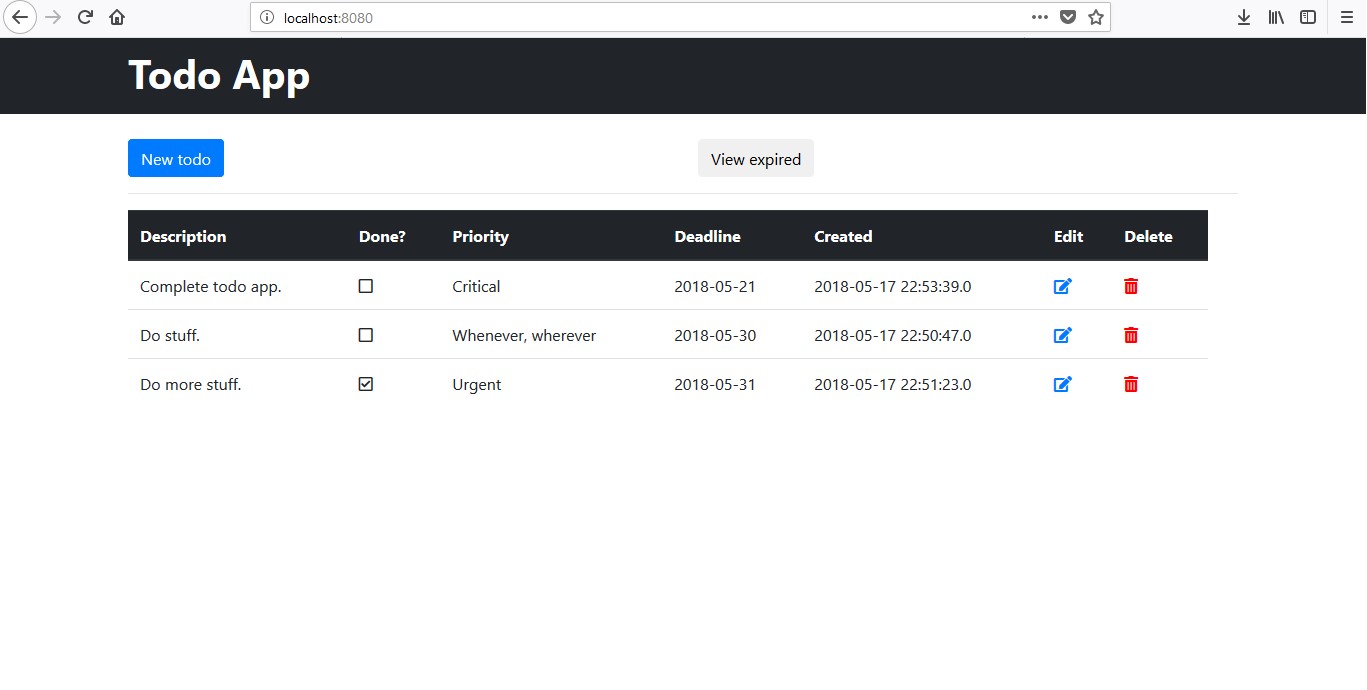 localhost:8080
Todo App
New todo View expired
Description Done? Priority Deadline Created Edit Delete
Complete todo app. Critical 2018-05-21 2018-05-17 22:53:39.0
Do stuff. Whenever, wherever 2018-05-30 2018-05-17 22:50:47.0
Do more stuff. Urgent 2018-05-31 2018-05-17 22:51:23.0